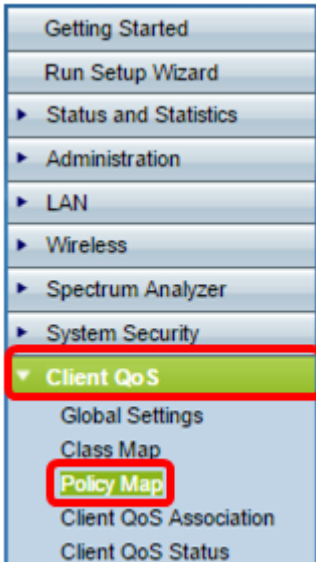 Getting Started
Run Setup Wizard
Status and Statistics
Administration
LAN
Wireless
Spectrum Analyzer
System Security
Client QoS
Global Settings
Class Map
Policy Map
Client QoS Association
Client QoS Status